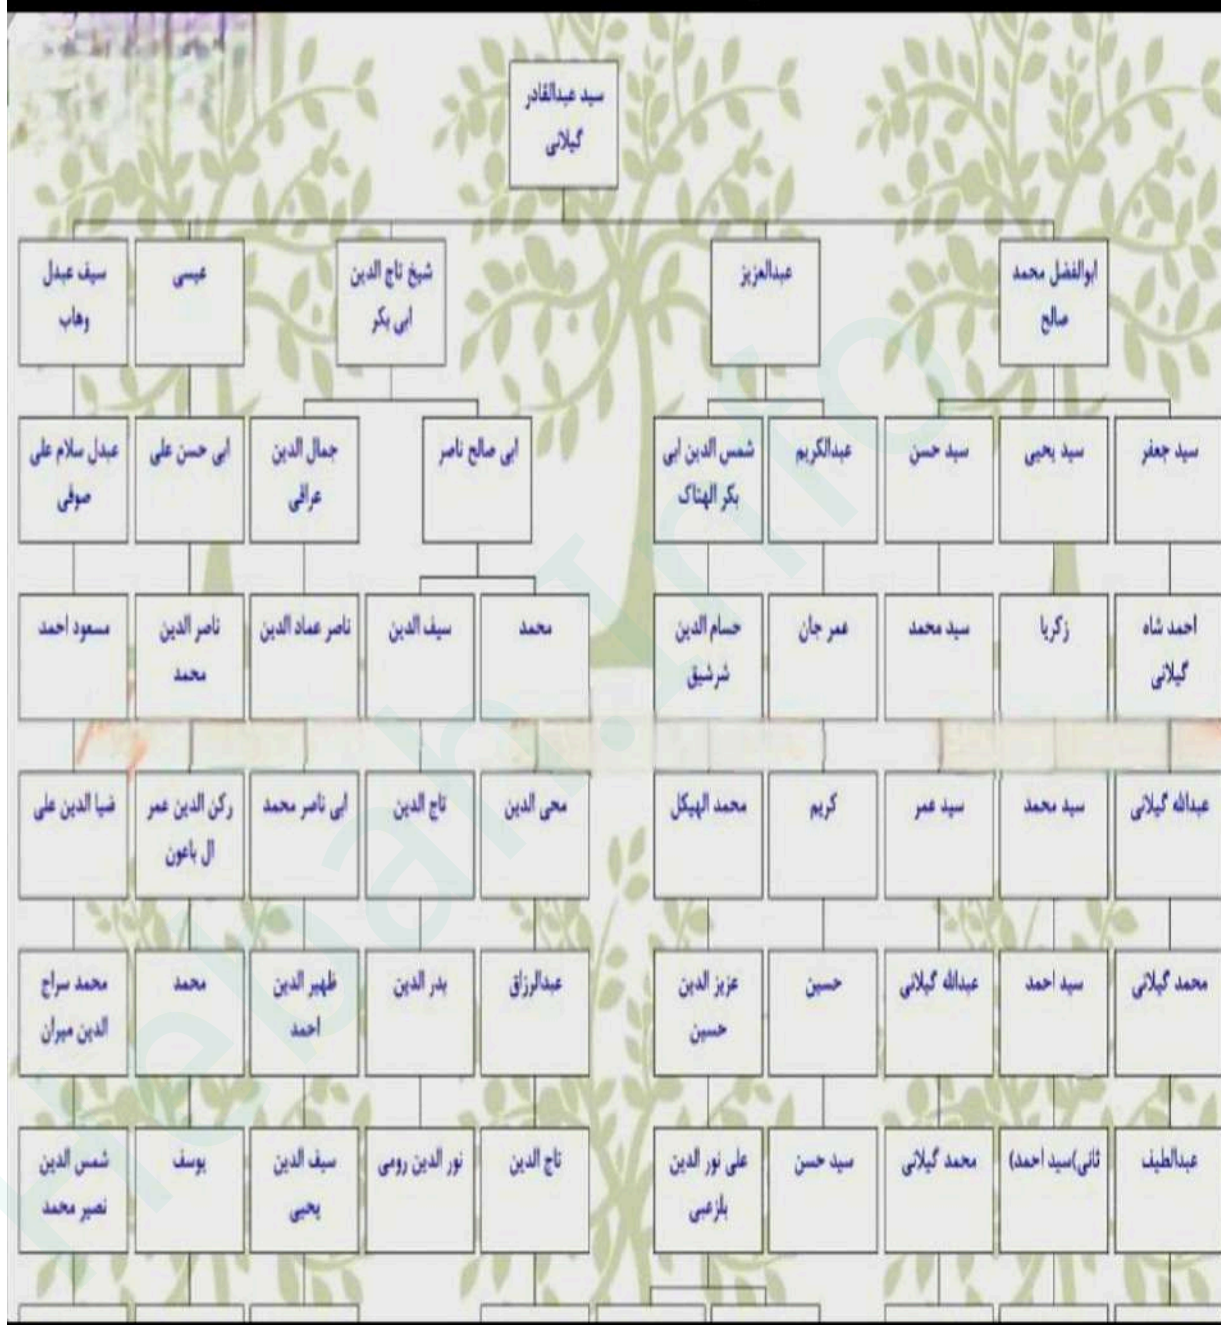 سید عبدالقادر
گیلانی
ابوالفضل محمد
صالح
عبدالعزیز
شیخ تاج الدین
ابی بکر
عیسی
سیف عبدل
وهاب
سید جعفر
سید یحیی
سید حسن
عبدالکریم
شمس الدین ابی
بکر الهتاک
ابی صالح ناصر
جمال الدین
عراقی
ابی حسن علی
عبدل سلام علی
صوفی
احمد شاه
گیلانی
زکریا
سید محمد
عمر جان
حسام الدین
شرشیق
محمد
سیف الدین
ناصر عماد الدین
ناصر الدین
محمد
مسعود احمد
عبدالله گیلانی
سید محمد
سید عمر
کریم
محمد الهیکل
محی الدین
تاج الدین
ابی ناصر محمد
رکن الدین عمر
ال باعون
ضیا الدین علی
محمد گیلانی
سید احمد
عبدالله گیلانی
حسین
عزیز الدین
حسین
عبدالرزاق
بدر الدین
ظهیر الدین
احمد
محمد
محمد سراج
الدین میران
عبدالطیف
ثانی(سید احمد)
محمد گیلانی
سید حسن
علی نور الدین
بلزعبی
تاج الدین
نور الدین رومی
سیف الدین
یحیی
یوسف
شمس الدین
نصیر محمد
Hepah.Info